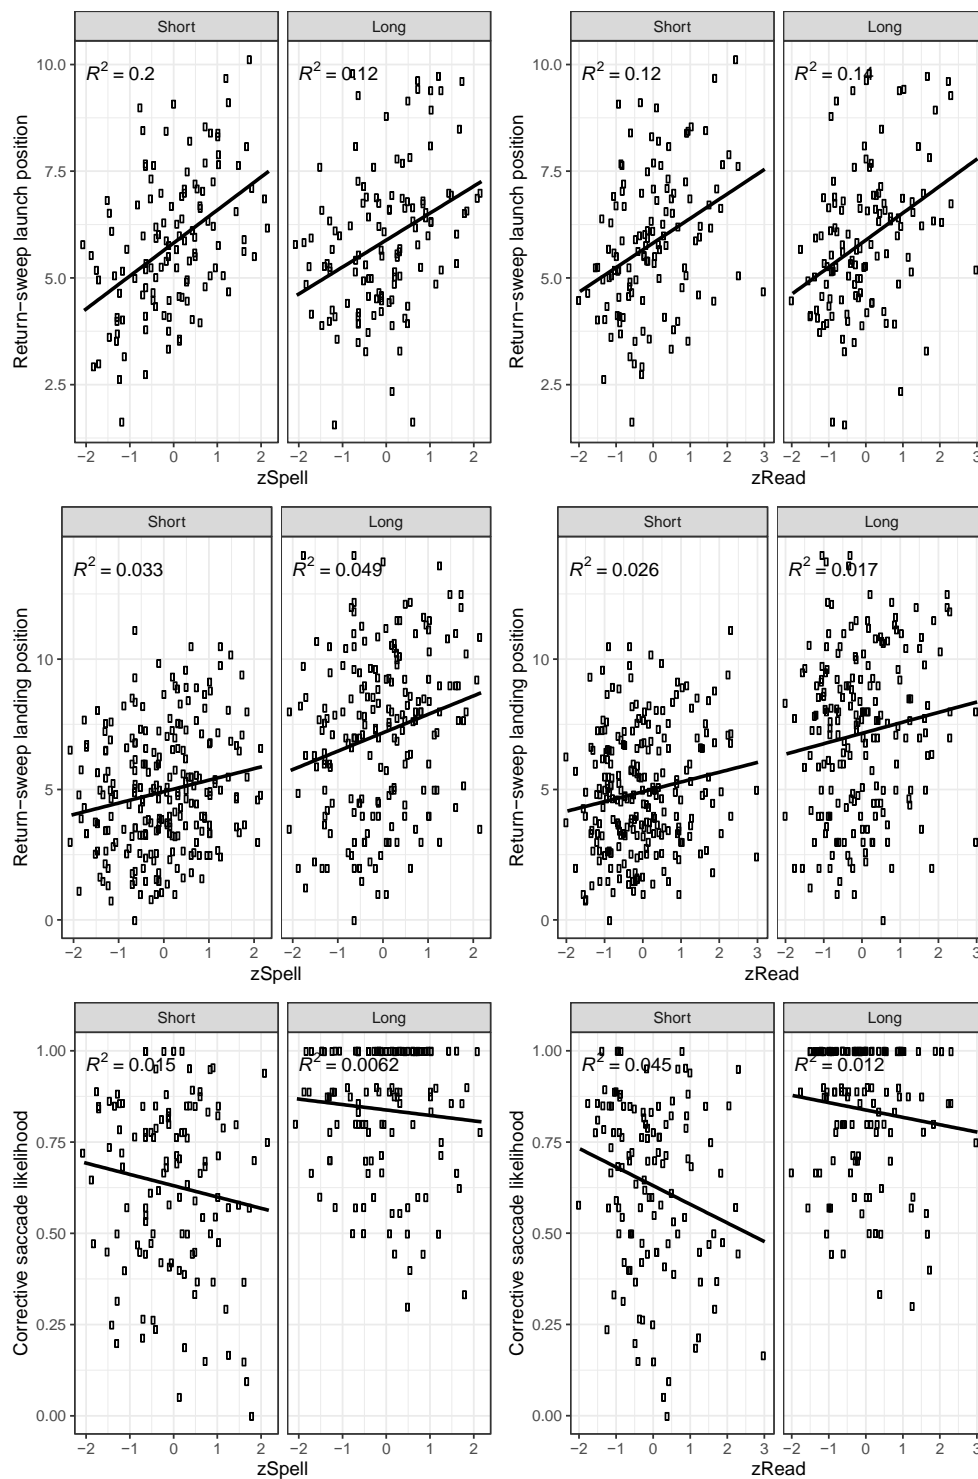 Short Long Short Long
R² = 0.2 R² = 0.12 R² = 0.12 R² = 0.14
Return−sweep launch position Return−sweep launch position
10.0 10.0
7.5 7.5
5.0 5.0
2.5 2.5
−2 −1 0 1 2 −2 −1 0 1 2 −2 −1 0 1 2 3 −2 −1 0 1 2 3
zSpell zRead
Short Long Short Long
R² = 0.033 R² = 0.049 R² = 0.026 R² = 0.017
Return−sweep landing position Return−sweep landing position
10 10
5 5
0 0
−2 −1 0 1 2 −2 −1 0 1 2 −2 −1 0 1 2 3 −2 −1 0 1 2 3
zSpell zRead
Short Long Short Long
R² = 0.015 R² = 0.0062 R² = 0.045 R² = 0.012
Corrective saccade likelihood Corrective saccade likelihood
1.00 1.00
0.75 0.75
0.50 0.50
0.25 0.25
0.00 0.00
−2 −1 0 1 2 −2 −1 0 1 2 −2 −1 0 1 2 3 −2 −1 0 1 2 3
zSpell zRead